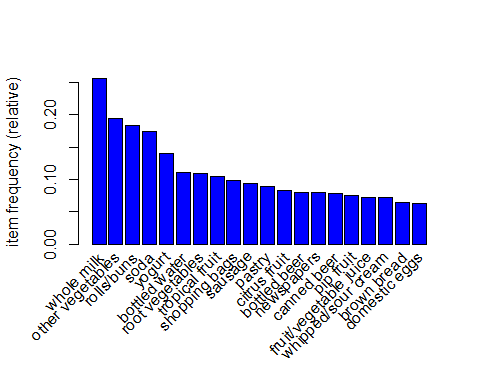 item frequency (relative)
0.20
0.10
0.00
whole milk
other vegetables
rolls/buns
soda
yogurt
bottled water
root vegetables
tropical fruit
shopping bags
sausage
pastry
citrus fruit
bottled beer
newspapers
canned beer
pip fruit
fruit/vegetable juice
whipped/sour cream
brown bread
domestic eggs